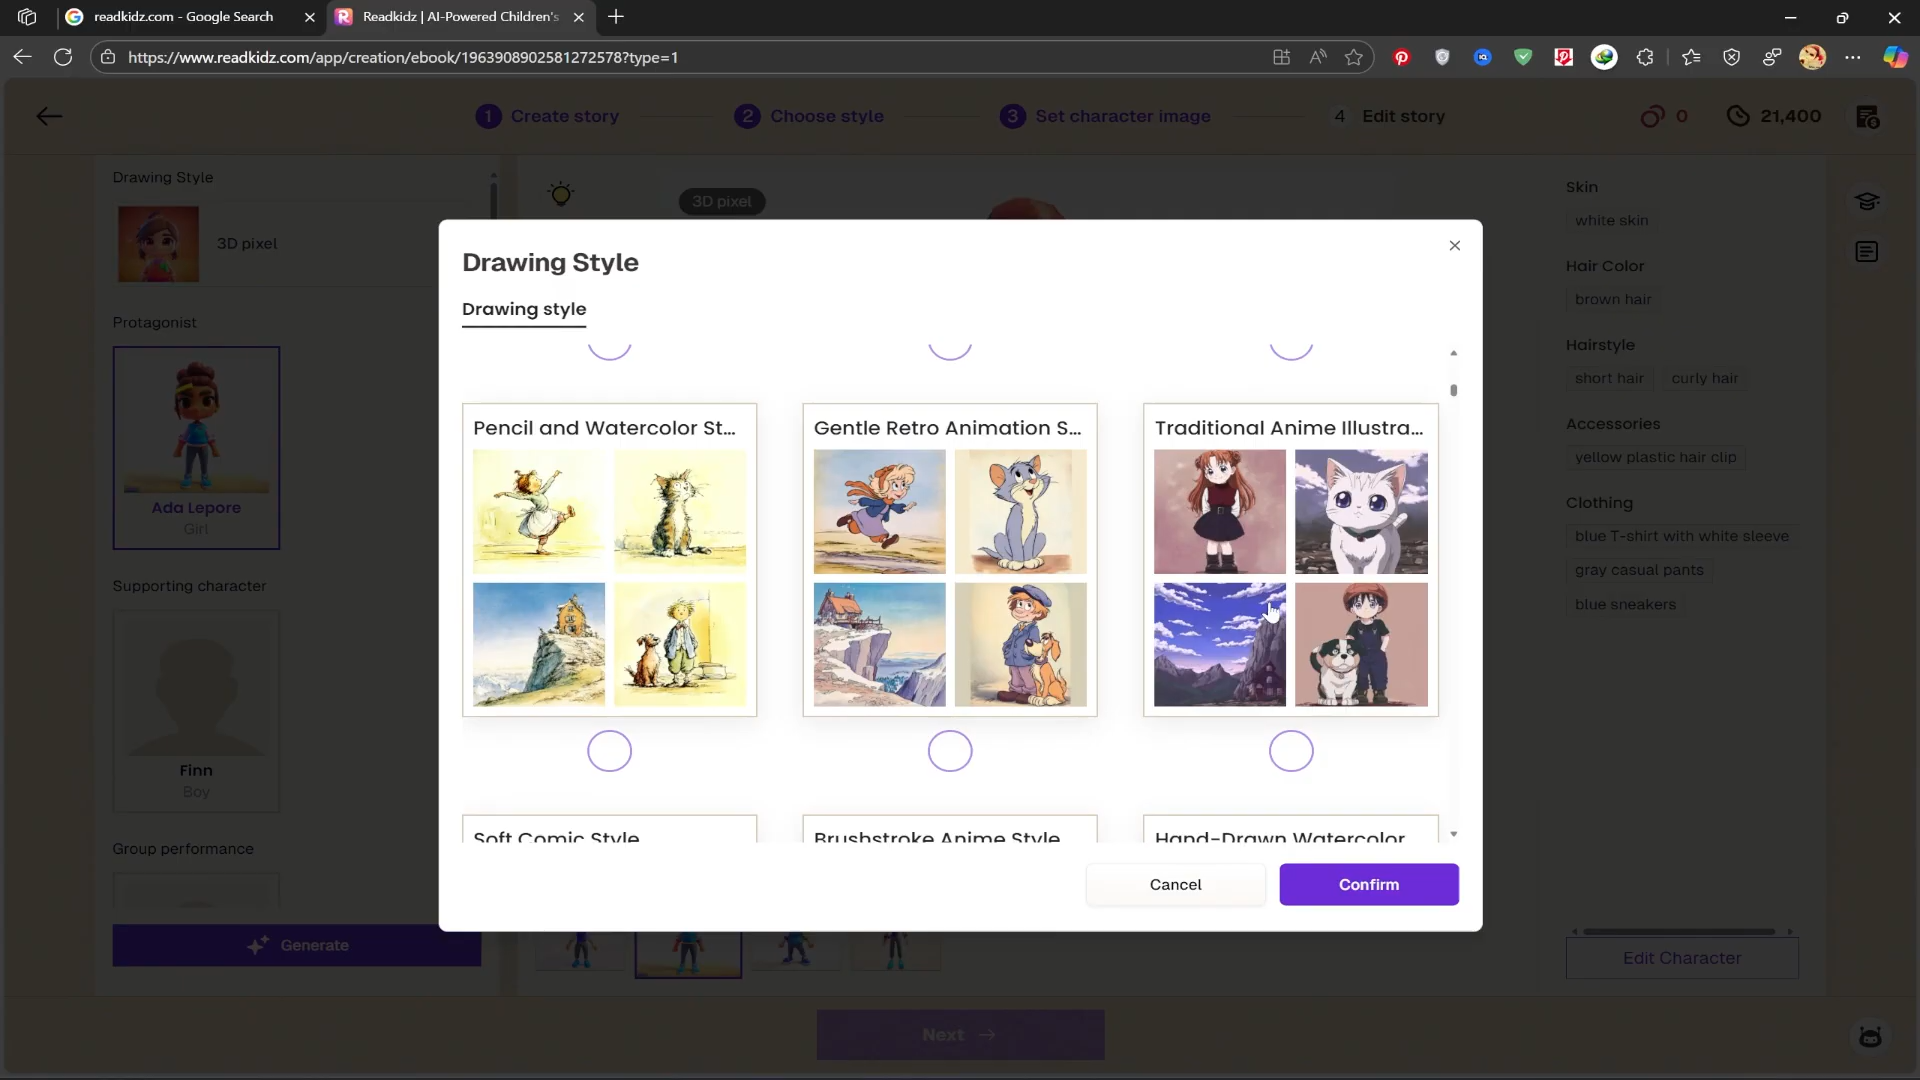 readkidz.com - Google Search
Readkidz | AI-Powered Children's
https://www.readkidz.com/app/creation/ebook/1963908902581272578?type=1
1 Create story
2 Choose style
3 Set character image
4 Edit story
0
21,400
Drawing Style
3D pixel
Protagonist
Ada Lepore
Girl
Supporting character
Finn
Boy
Group performance
Generate
3D pixel
Drawing Style
Drawing style
Pencil and Watercolor St...
Gentle Retro Animation S...
Traditional Anime Illustra...
Soft Comic Style
Brushstroke Anime Style
Hand-Drawn Watercolor
Cancel
Confirm
Skin
white skin
Hair Color
brown hair
Hairstyle
short hair
curly hair
Accessories
yellow plastic hair clip
Clothing
blue T-shirt with white sleeve
gray casual pants
blue sneakers
Edit Character
Next